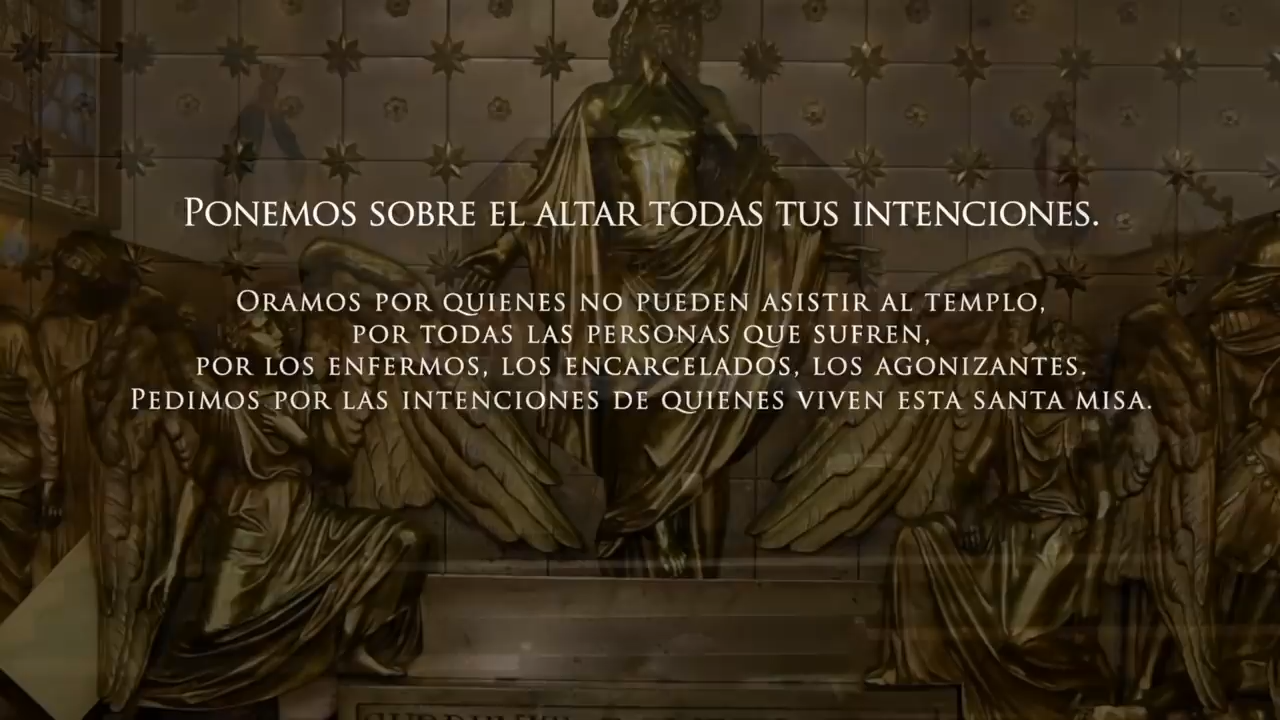 Ponemos sobre el altar todas tus intenciones.
Oramos por quienes no pueden asistir al templo,
por todas las personas que sufren,
por los enfermos, los encarcelados, los agonizantes.
Pedimos por las intenciones de quienes viven esta santa misa.